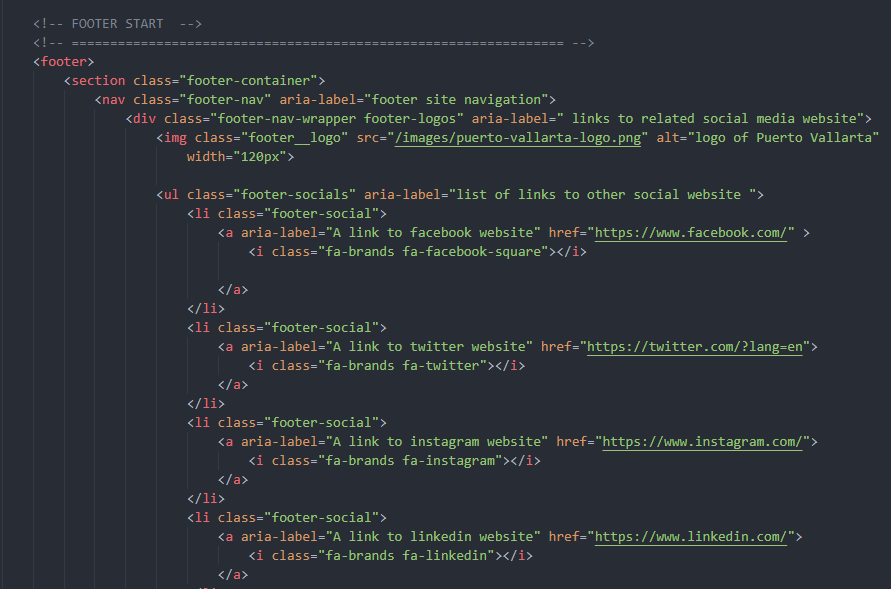 <!-- FOOTER START  -->
<!-- ================================================================ -->
<footer>
    <section class="footer-container">
        <nav class="footer-nav" aria-label="footer site navigation">
            <div class="footer-nav-wrapper footer-logos" aria-label=" links to related social media website">
                <img class="footer__logo" src="/images/puerto-vallarta-logo.png" alt="logo of Puerto Vallarta"
                    width="120px">
                <ul class="footer-socials" aria-label="list of links to other social website ">
                    <li class="footer-social">
                        <a aria-label="A link to facebook website" href="https://www.facebook.com/" >
                            <i class="fa-brands fa-facebook-square"></i>
                        </a>
                    </li>
                    <li class="footer-social">
                        <a aria-label="A link to twitter website" href="https://twitter.com/?lang=en">
                            <i class="fa-brands fa-twitter"></i>
                        </a>
                    </li>
                    <li class="footer-social">
                        <a aria-label="A link to instagram website" href="https://www.instagram.com/">
                            <i class="fa-brands fa-instagram"></i>
                        </a>
                    </li>
                    <li class="footer-social">
                        <a aria-label="A link to linkedin website" href="https://www.linkedin.com/">
                            <i class="fa-brands fa-linkedin"></i>
                        </a>